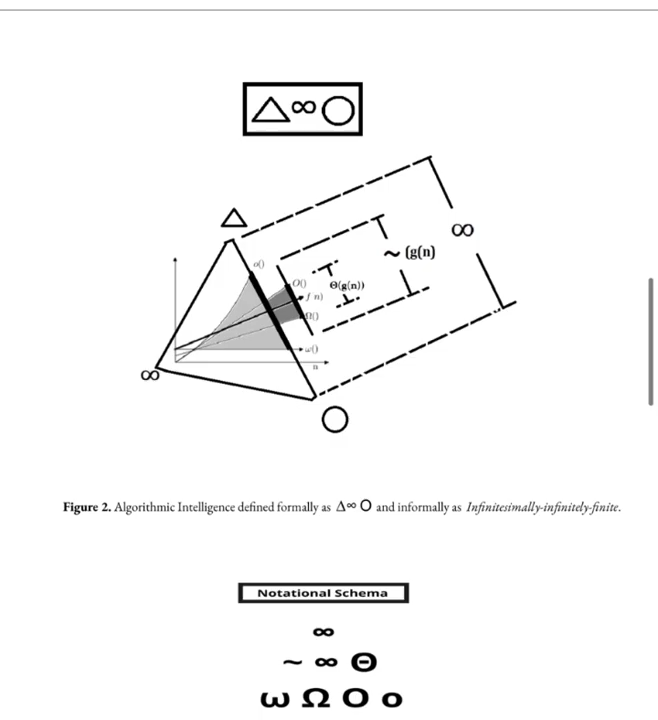 △∞○
△
∞
~ (g(n)
o()
O()
Θ(g(n))
f n)
Ω()
ω()
n
∞
○
Figure 2. Algorithmic Intelligence defined formally as Δ∞ O and informally as Infinitesimally-infinitely-finite.
Notational Schema
∞
~ ∞ Θ
ω Ω O o